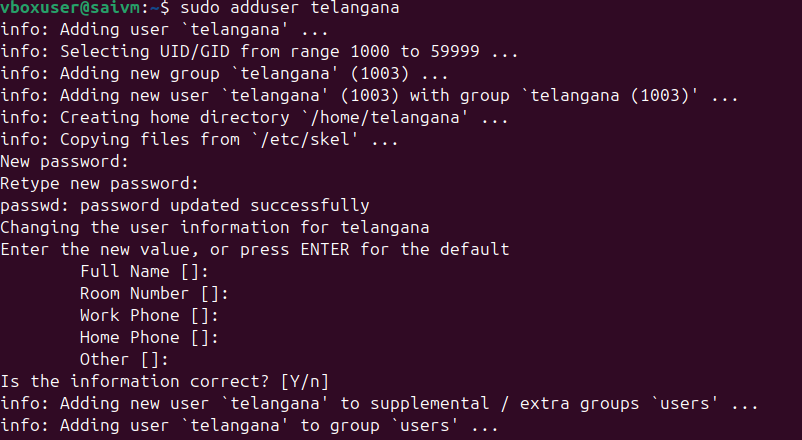 vboxuser@saivm:~$ sudo adduser telangana
info: Adding user `telangana' ...
info: Selecting UID/GID from range 1000 to 59999 ...
info: Adding new group `telangana' (1003) ...
info: Adding new user `telangana' (1003) with group `telangana (1003)' ...
info: Creating home directory `/home/telangana' ...
info: Copying files from `/etc/skel' ...
New password:
Retype new password:
passwd: password updated successfully
Changing the user information for telangana
Enter the new value, or press ENTER for the default
Full Name []:
Room Number []:
Work Phone []:
Home Phone []:
Other []:
Is the information correct? [Y/n]
info: Adding new user `telangana' to supplemental / extra groups `users' ...
info: Adding user `telangana' to group `users' ...